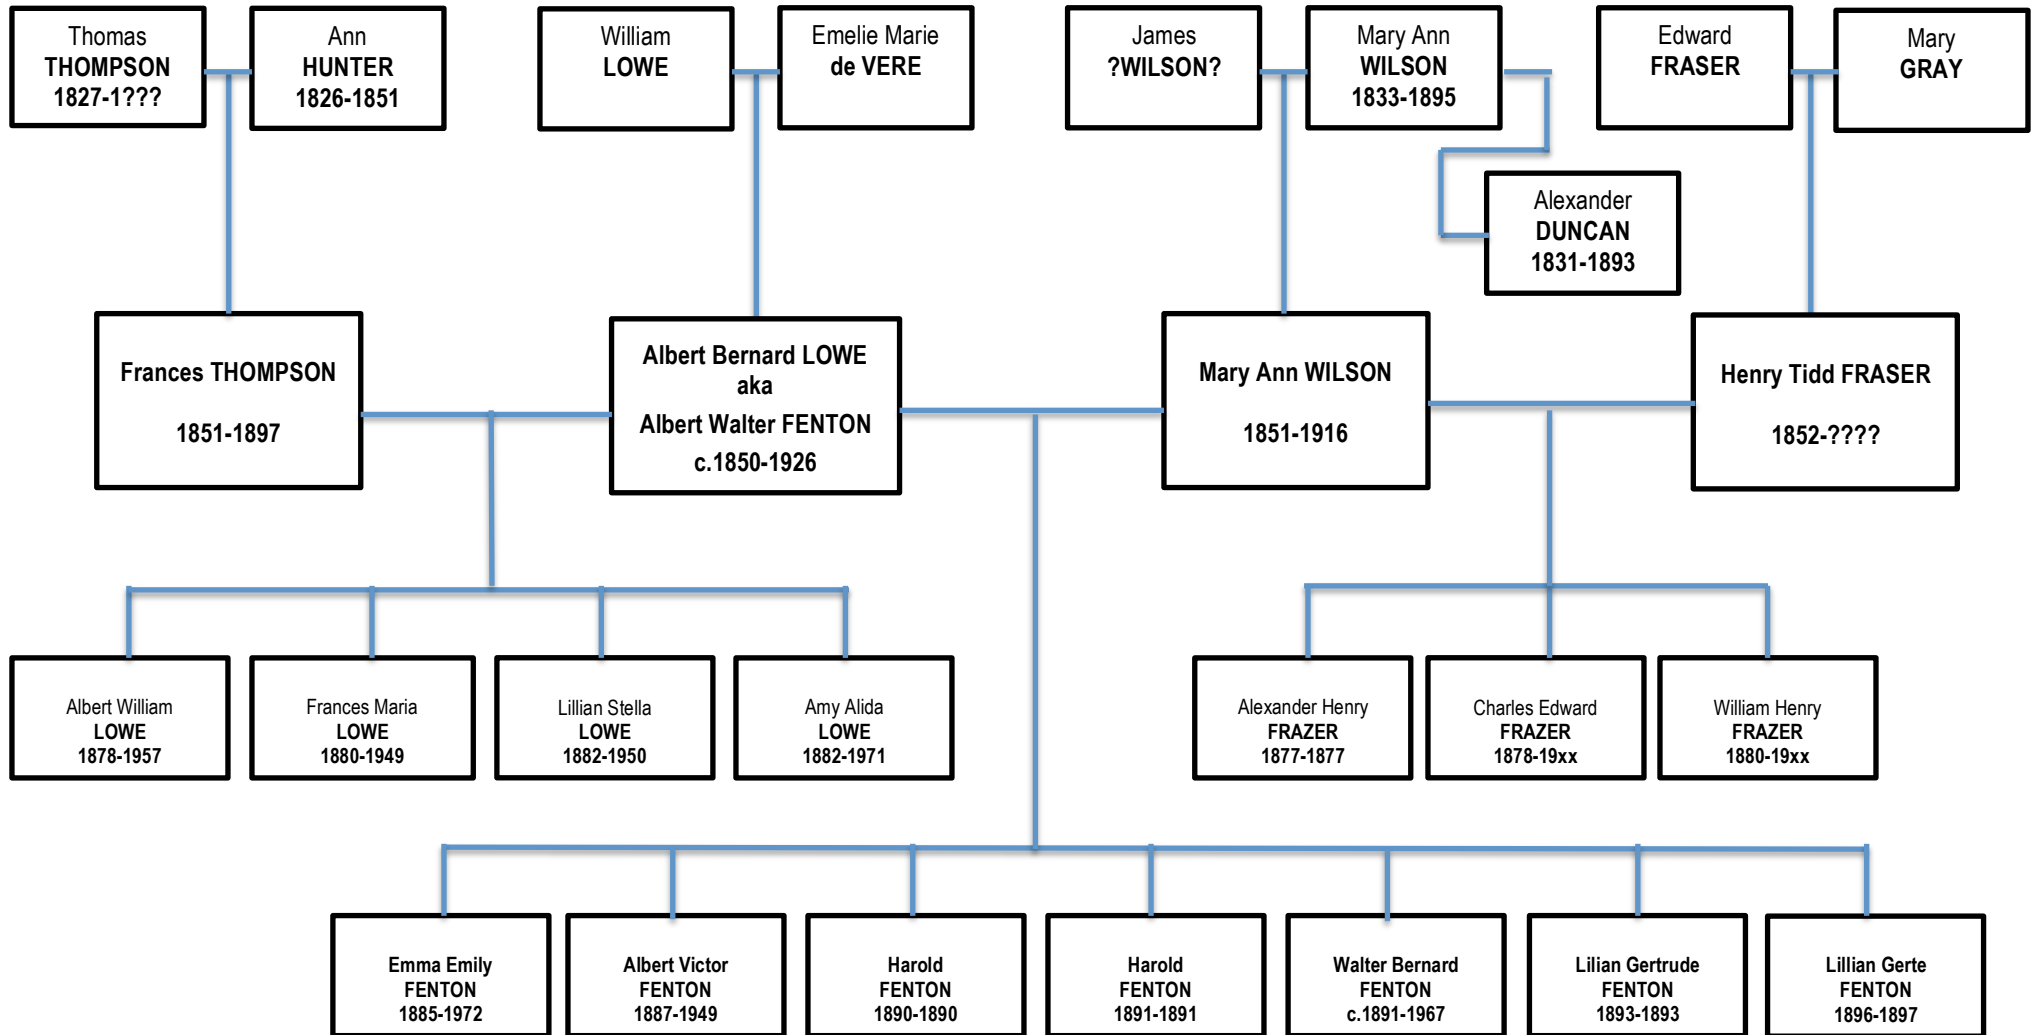 Thomas
THOMPSON
1827-1???
Ann
HUNTER
1826-1851
William
LOWE
Emelie Marie
de VERE
James
?WILSON?
Mary Ann
WILSON
1833-1895
Edward
FRASER
Mary
GRAY
Alexander
DUNCAN
1831-1893
Frances THOMPSON
1851-1897
Albert Bernard LOWE
aka
Albert Walter FENTON
c.1850-1926
Mary Ann WILSON
1851-1916
Henry Tidd FRASER
1852-????
Albert William
LOWE
1878-1957
Frances Maria
LOWE
1880-1949
Lillian Stella
LOWE
1882-1950
Amy Alida
LOWE
1882-1971
Alexander Henry
FRAZER
1877-1877
Charles Edward
FRAZER
1878-19xx
William Henry
FRAZER
1880-19xx
Emma Emily
FENTON
1885-1972
Albert Victor
FENTON
1887-1949
Harold
FENTON
1890-1890
Harold
FENTON
1891-1891
Walter Bernard
FENTON
c.1891-1967
Lilian Gertrude
FENTON
1893-1893
Lillian Gerte
FENTON
1896-1897